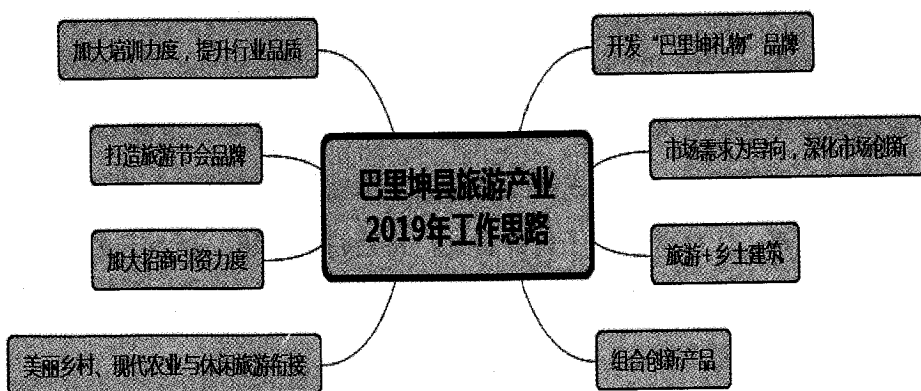 加大培训力度，提升行业品质
开发“巴里坤礼物”品牌
打造旅游节会品牌
市场需求为导向，深化市场创新
巴里坤县旅游产业
2019年工作思路
加大招商引资力度
旅游+乡土建筑
美丽乡村、现代农业与休闲旅游衔接
组合创新产品